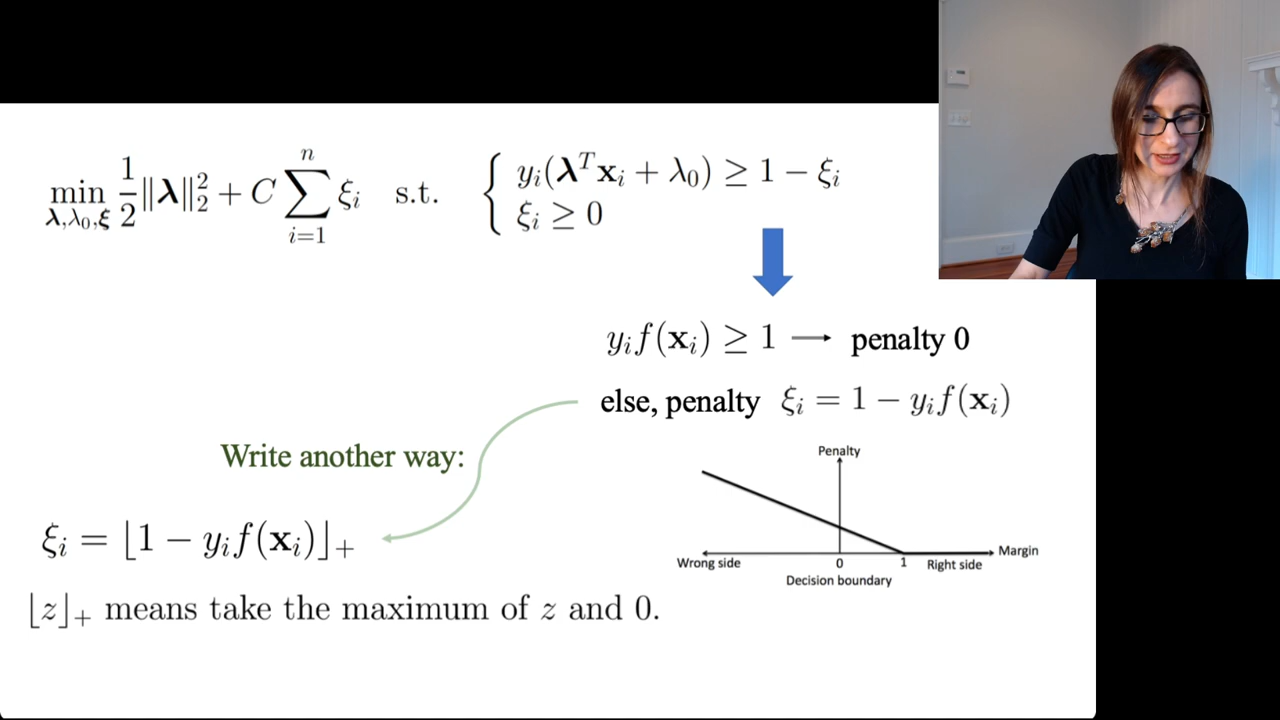 min_{λ,λ₀,ξ} 1/2 ‖λ‖₂² + C ∑_{i=1}^{n} ξᵢ s.t. { yᵢ(λᵀxᵢ + λ₀) ≥ 1 − ξᵢ
ξᵢ ≥ 0
yᵢf(xᵢ) ≥ 1 → penalty 0
else, penalty ξᵢ = 1 − yᵢf(xᵢ)
Write another way:
ξᵢ = ⌊1 − yᵢf(xᵢ)⌋₊
⌊z⌋₊ means take the maximum of z and 0.
Penalty
Margin
Wrong side
0
1
Right side
Decision boundary